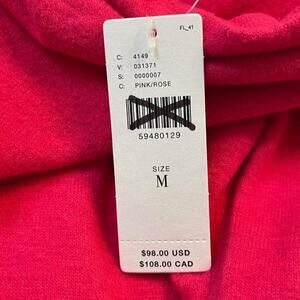 FL_41
C: 4149
V: 031371
S: 0000007
C: PINK/ROSE
59480129
SIZE
M
$98.00 USD
$108.00 CAD